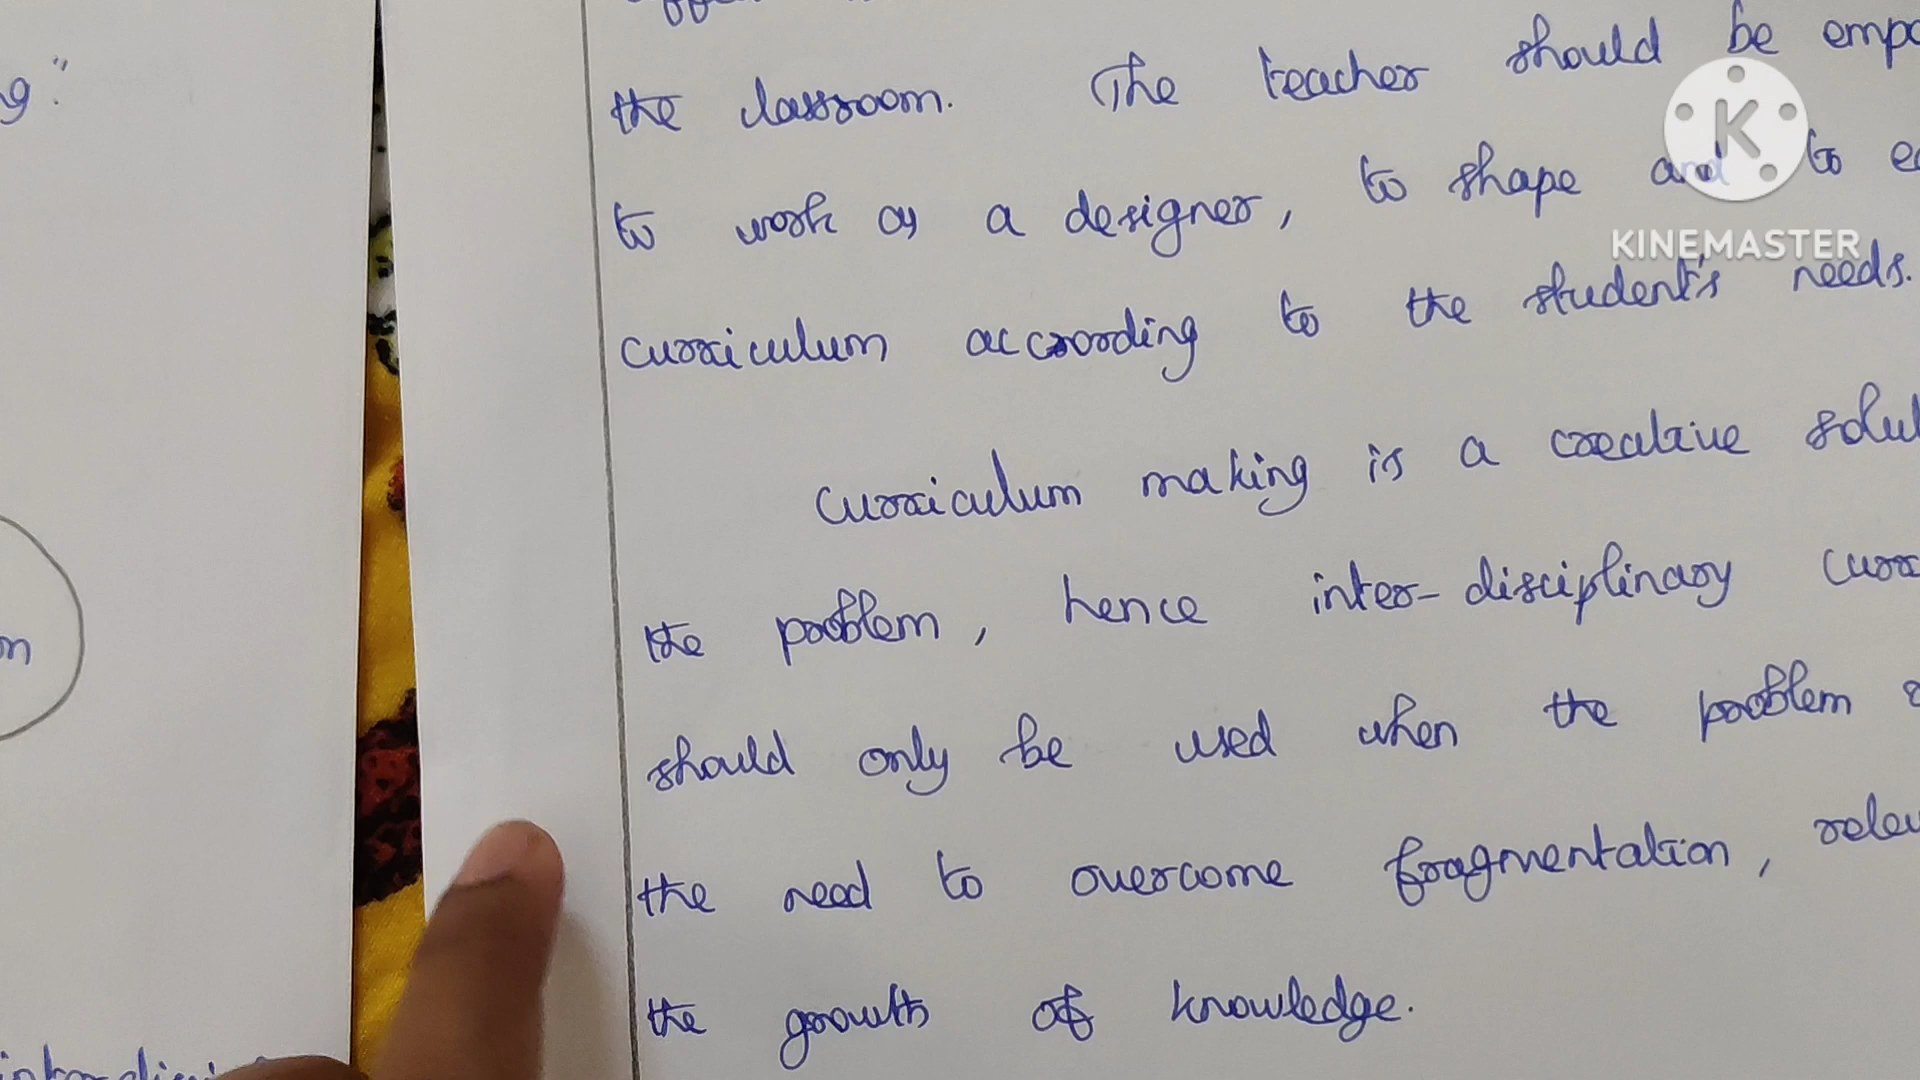 the classroom. The teacher should be
to work as a designer, to shape and to
curriculum according to the student's needs.
Curriculum making is a creative
the problem, hence inter-disciplinary
should only be used when the problem
the need to overcome fragmentation,
the growth of knowledge.
KINEMASTER